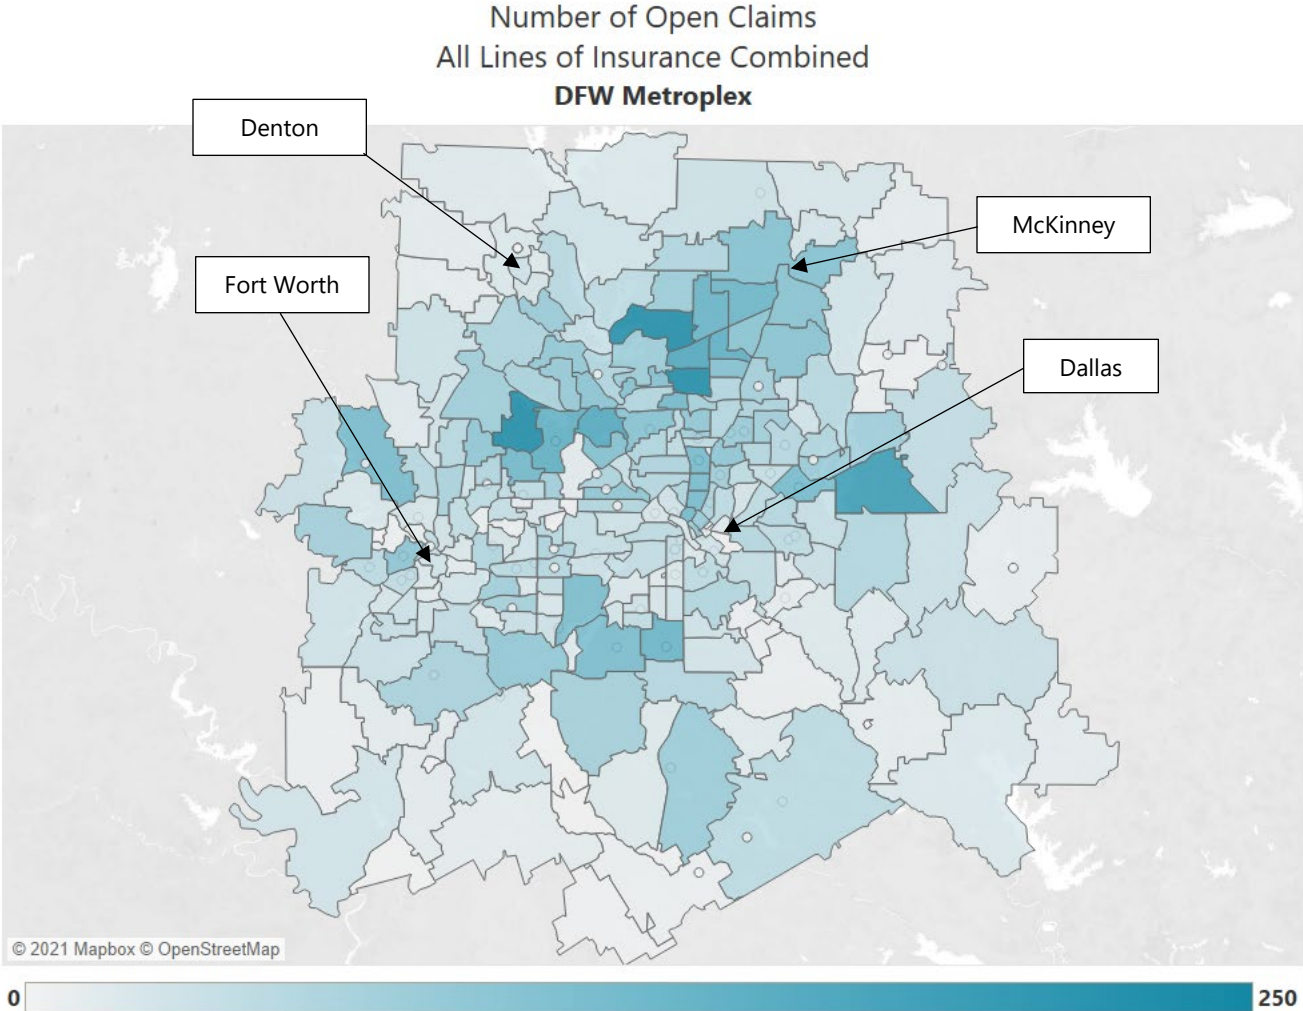 Number of Open Claims
All Lines of Insurance Combined
DFW Metroplex
Denton
McKinney
Fort Worth
Dallas
© 2021 Mapbox © OpenStreetMap
0
250